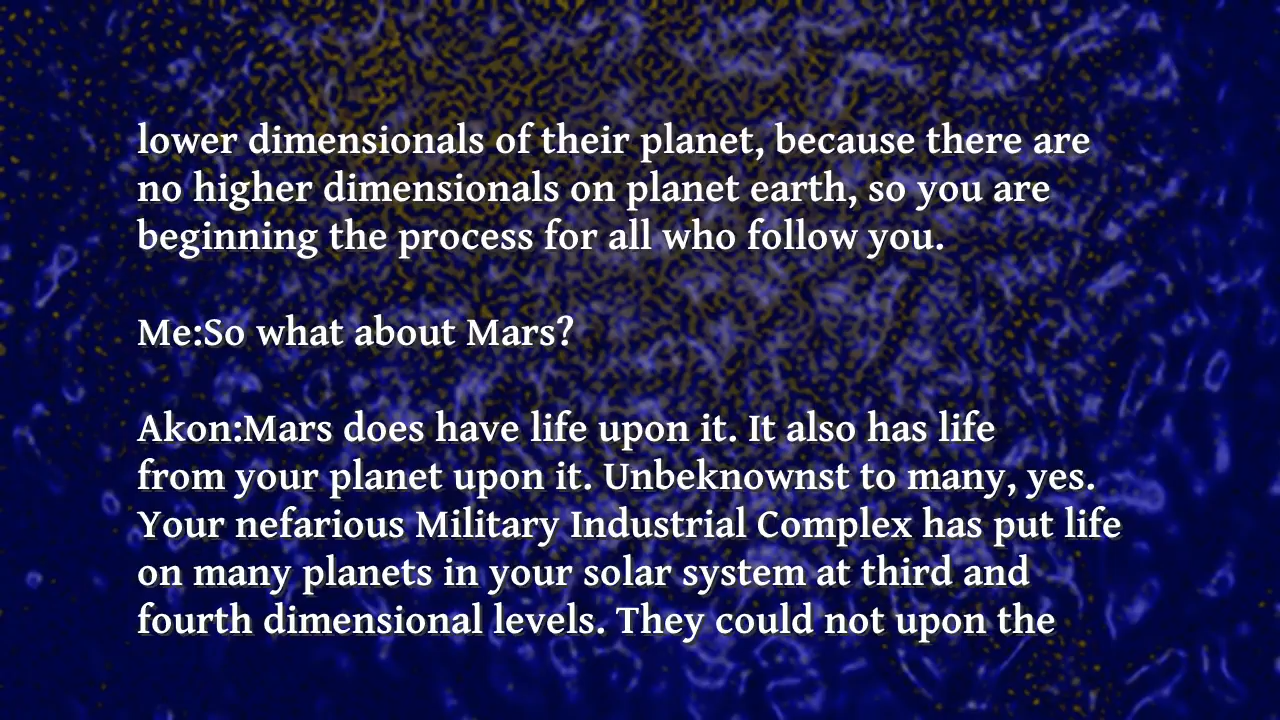 lower dimensionals of their planet, because there are
no higher dimensionals on planet earth, so you are
beginning the process for all who follow you.
Me:So what about Mars?
Akon:Mars does have life upon it. It also has life
from your planet upon it. Unbeknownst to many, yes.
Your nefarious Military Industrial Complex has put life
on many planets in your solar system at third and
fourth dimensional levels. They could not upon the